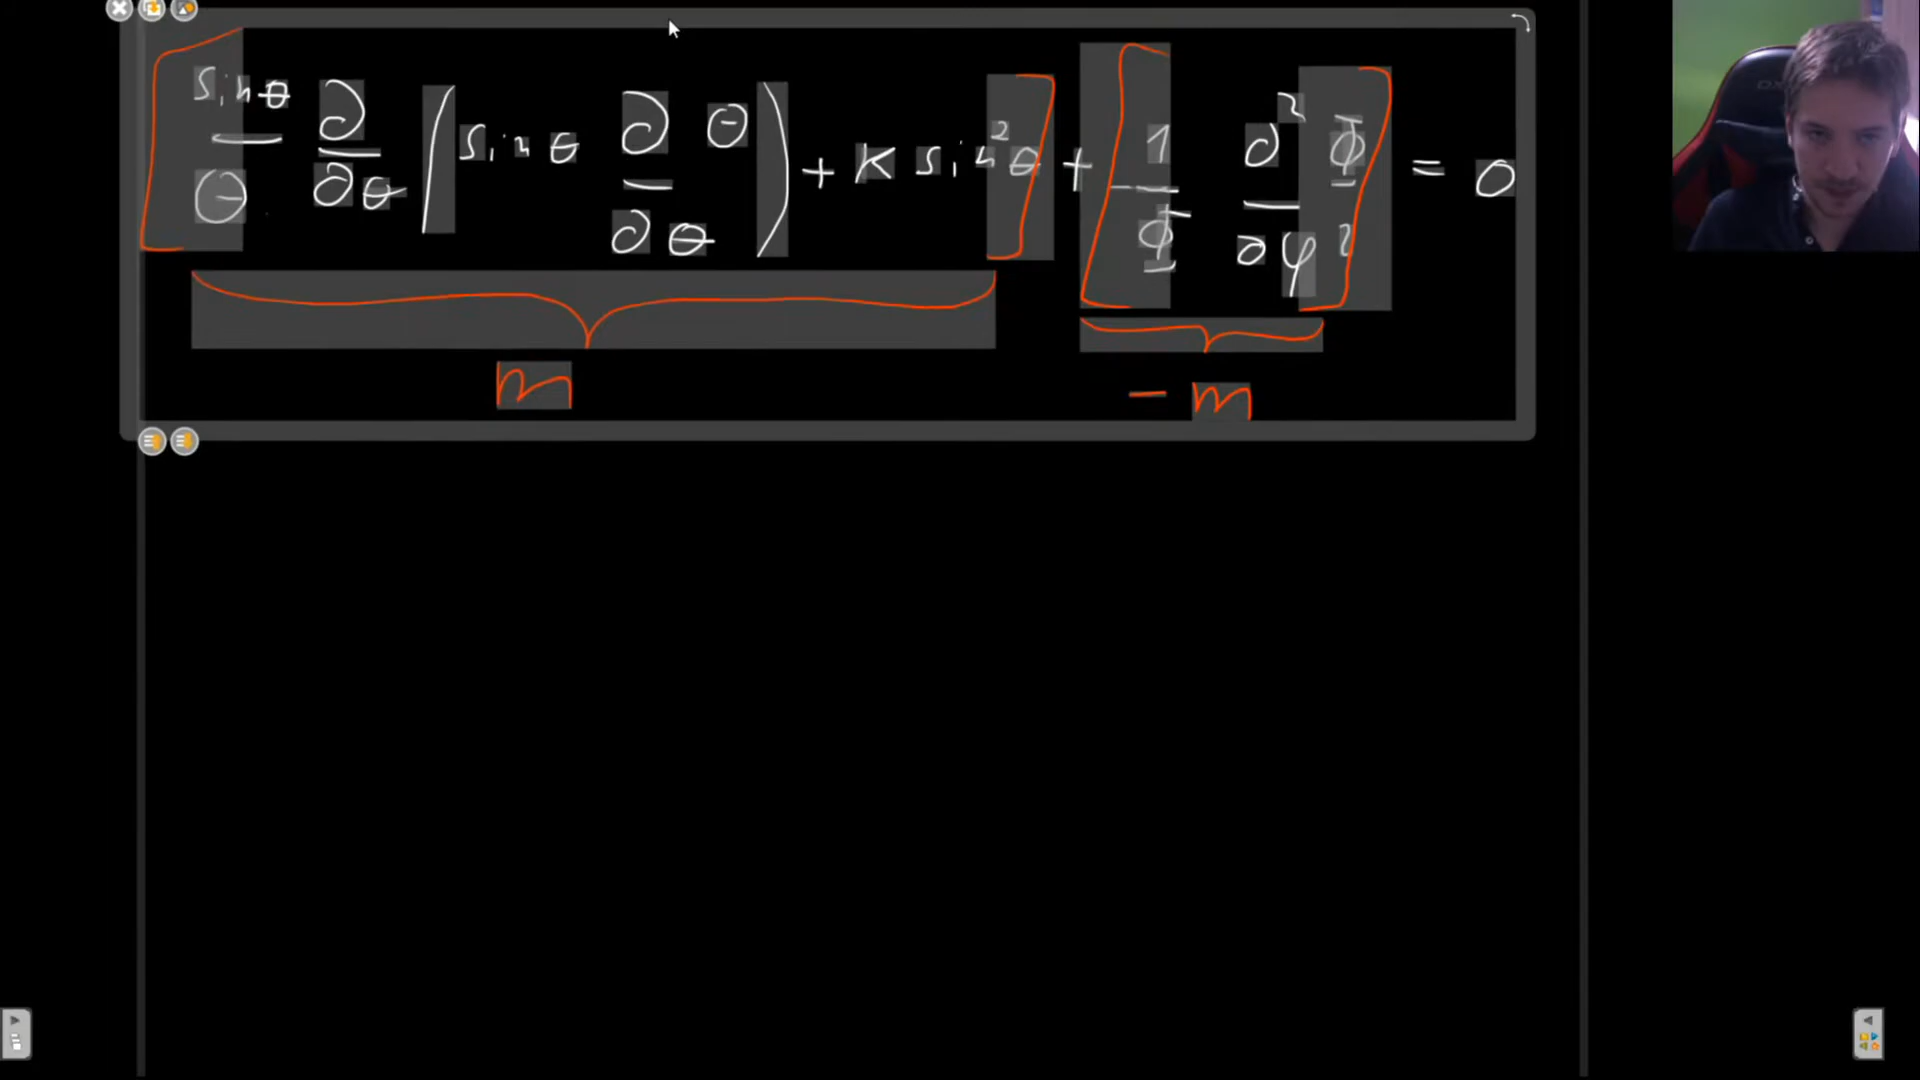 [sinθ/Θ ∂/∂θ (sinθ ∂Θ/∂θ) + K sin²θ] + [1/Φ ∂²Φ/∂φ²] = 0
m - m